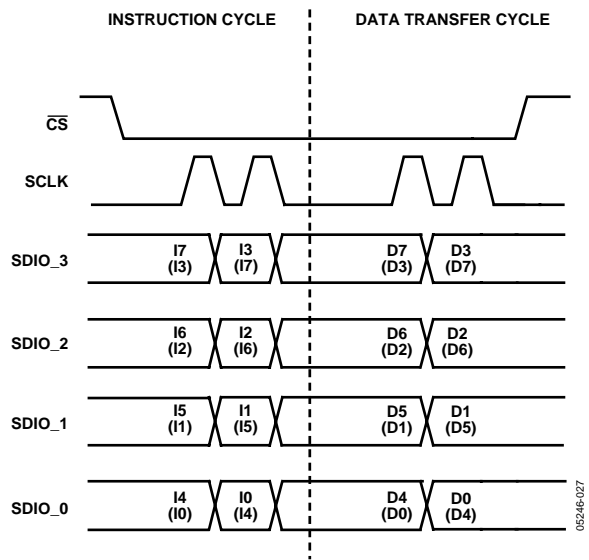 INSTRUCTION CYCLE DATA TRANSFER CYCLE
CS
SCLK
SDIO_3 I7 I3 D7 D3
(I3) (I7) (D3) (D7)
SDIO_2 I6 I2 D6 D2
(I2) (I6) (D2) (D6)
SDIO_1 I5 I1 D5 D1
(I1) (I5) (D1) (D5)
SDIO_0 I4 I0 D4 D0
(I0) (I4) (D0) (D4)
05246-027